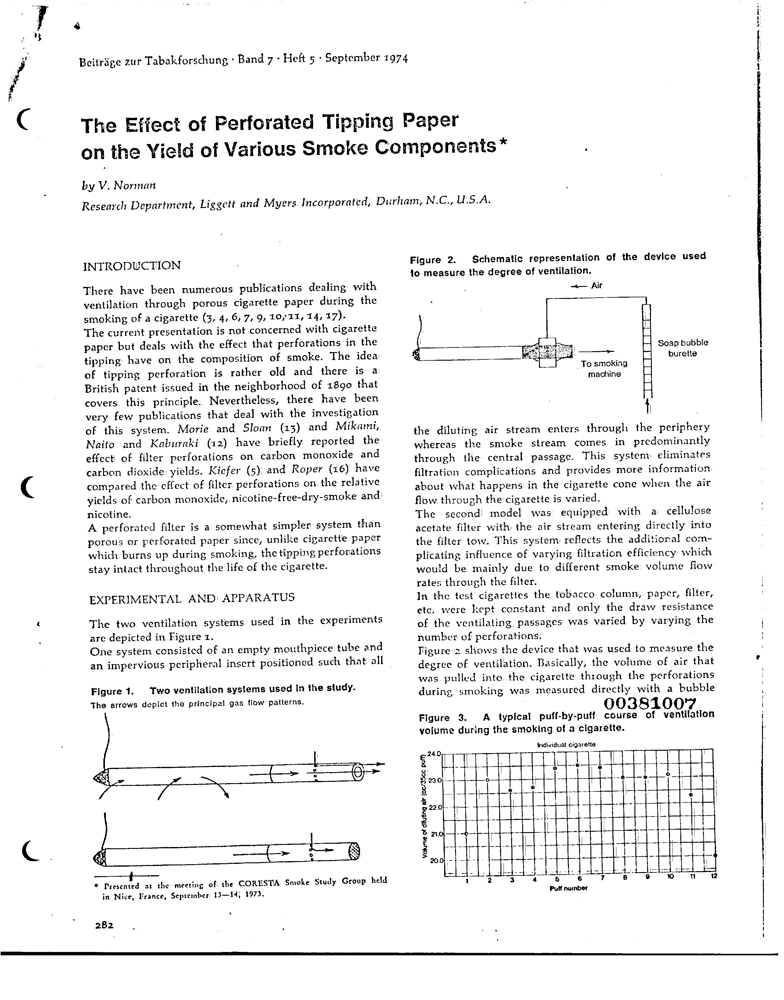 Beiträge zur Tabakforschung · Band 7 · Heft 5 · September 1974
The Effect of Perforated Tipping Paper
on the Yield of Various Smoke Components*
by V. Norman
Research Department, Liggett and Myers Incorporated, Durham, N.C., U.S.A.
INTRODUCTION
There have been numerous publications dealing with
ventilation through porous cigarette paper during the
smoking of a cigarette (3, 4, 6, 7, 9, 10, 11, 14, 17).
The current presentation is not concerned with cigarette
paper but deals with the effect that perforations in the
tipping have on the composition of smoke. The idea
of tipping perforation is rather old and there is a
British patent issued in the neighborhood of 1890 that
covers this principle. Nevertheless, there have been
very few publications that deal with the investigation
of this system. Morie and Sloan (13) and Mikami,
Naito and Kaburaki (12) have briefly reported the
effect of filter perforations on carbon monoxide and
carbon dioxide yields. Kiefer (5) and Roper (16) have
compared the effect of filter perforations on the relative
yields of carbon monoxide, nicotine-free-dry-smoke and
nicotine.
A perforated filter is a somewhat simpler system than
porous or perforated paper since, unlike cigarette paper
which burns up during smoking, the tipping perforations
stay intact throughout the life of the cigarette.
EXPERIMENTAL AND APPARATUS
The two ventilation systems used in the experiments
are depicted in Figure 1.
One system consisted of an empty mouthpiece tube and
an impervious peripheral insert positioned such that all
Figure 1. Two ventilation systems used in the study.
The arrows depict the principal gas flow patterns.
* Presented at the meeting of the CORESTA Smoke Study Group held
in Nice, France, September 13—14, 1973.
282
Figure 2. Schematic representation of the device used
to measure the degree of ventilation.
Air
Soap bubble
burette
To smoking
machine
the diluting air stream enters through the periphery
whereas the smoke stream comes in predominantly
through the central passage. This system eliminates
filtration complications and provides more information
about what happens in the cigarette cone when the air
flow through the cigarette is varied.
The second model was equipped with a cellulose
acetate filter with the air stream entering directly into
the filter tow. This system reflects the additional com-
plicating influence of varying filtration efficiency which
would be mainly due to different smoke volume flow
rates through the filter.
In the test cigarettes the tobacco column, paper, filter,
etc. were kept constant and only the draw resistance
of the ventilating passages was varied by varying the
number of perforations.
Figure 2 shows the device that was used to measure the
degree of ventilation. Basically, the volume of air that
was pulled into the cigarette through the perforations
during smoking was measured directly with a bubble
00381007
Figure 3. A typical puff-by-puff course of ventilation
volume during the smoking of a cigarette.
Individual cigarette
Volume of diluting air (cc/35cc puff)
24.0
23.0
22.0
21.0
20.0
1 2 3 4 5 6 7 8 9 10 11 12
Puff number